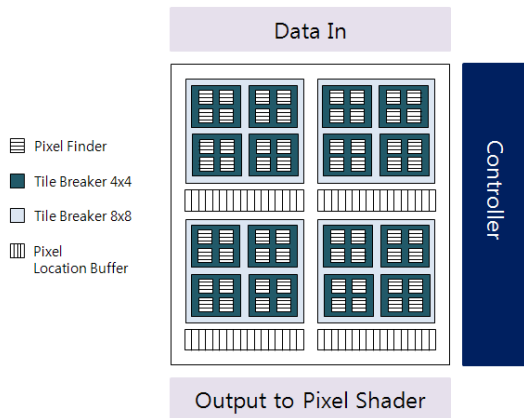 Data In
Pixel Finder
Tile Breaker 4x4
Tile Breaker 8x8
Pixel
Location Buffer
Controller
Output to Pixel Shader